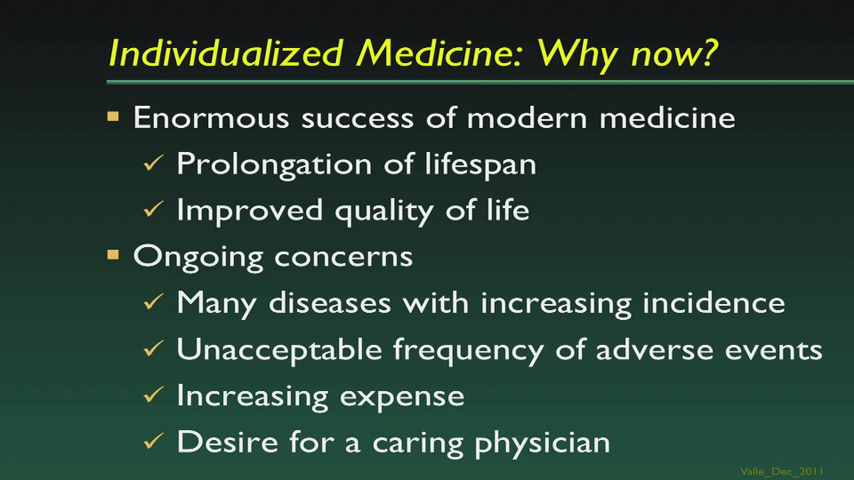 Individualized Medicine: Why now?
Enormous success of modern medicine
Prolongation of lifespan
Improved quality of life
Ongoing concerns
Many diseases with increasing incidence
Unacceptable frequency of adverse events
Increasing expense
Desire for a caring physician
Valle_Dec_2011